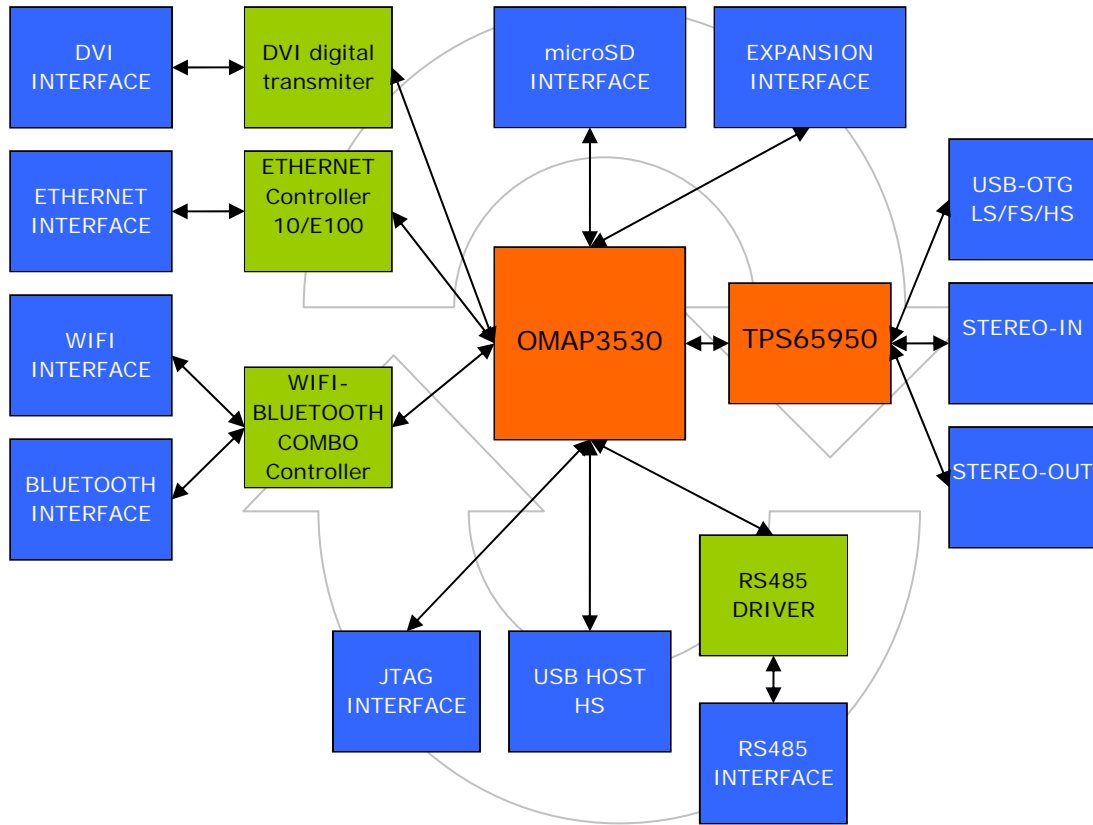 DVI
INTERFACE
DVI digital
transmiter
microSD
INTERFACE
EXPANSION
INTERFACE
ETHERNET
INTERFACE
ETHERNET
Controller
10/E100
USB-OTG
LS/FS/HS
WIFI
INTERFACE
OMAP3530
TPS65950
STEREO-IN
WIFI-
BLUETOOTH
COMBO
Controller
BLUETOOTH
INTERFACE
STEREO-OUT
RS485
DRIVER
JTAG
INTERFACE
USB HOST
HS
RS485
INTERFACE